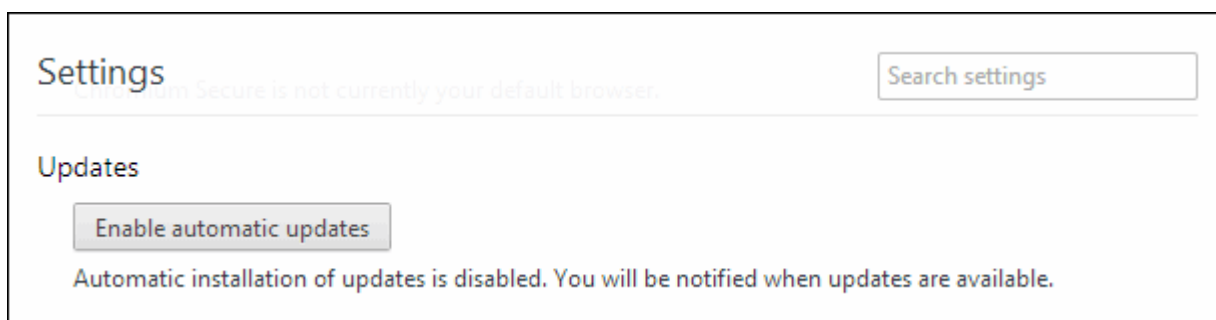 Settings
Search settings
Chromium Secure is not currently your default browser.
Updates
Enable automatic updates
Automatic installation of updates is disabled. You will be notified when updates are available.